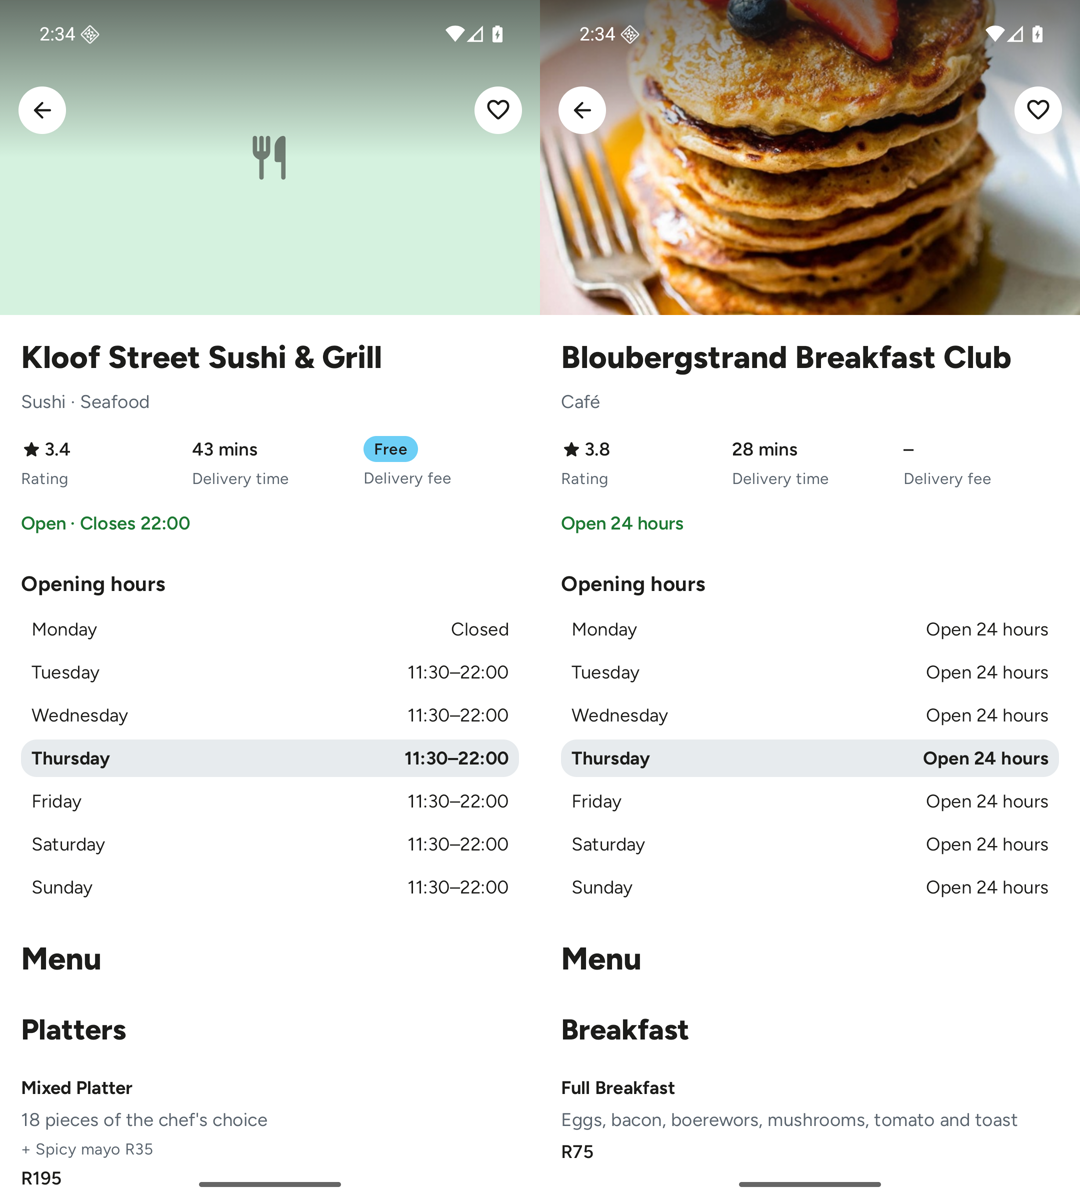 2:34
Kloof Street Sushi & Grill
Sushi · Seafood
3.4
43 mins
Free
Rating
Delivery time
Delivery fee
Open · Closes 22:00
Opening hours
Monday Closed
Tuesday 11:30–22:00
Wednesday 11:30–22:00
Thursday 11:30–22:00
Friday 11:30–22:00
Saturday 11:30–22:00
Sunday 11:30–22:00
Menu
Platters
Mixed Platter
18 pieces of the chef's choice
+ Spicy mayo R35
R195
2:34
Bloubergstrand Breakfast Club
Café
3.8
28 mins
–
Rating
Delivery time
Delivery fee
Open 24 hours
Opening hours
Monday Open 24 hours
Tuesday Open 24 hours
Wednesday Open 24 hours
Thursday Open 24 hours
Friday Open 24 hours
Saturday Open 24 hours
Sunday Open 24 hours
Menu
Breakfast
Full Breakfast
Eggs, bacon, boerewors, mushrooms, tomato and toast
R75